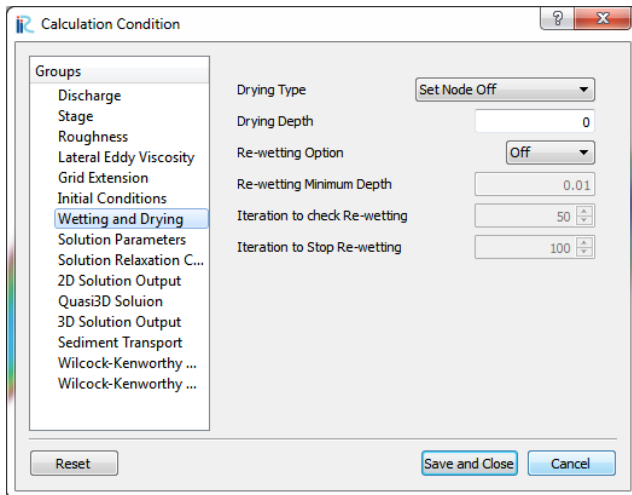 Calculation Condition
Groups
Discharge
Stage
Roughness
Lateral Eddy Viscosity
Grid Extension
Initial Conditions
Wetting and Drying
Solution Parameters
Solution Relaxation C...
2D Solution Output
Quasi3D Soluion
3D Solution Output
Sediment Transport
Wilcock-Kenworthy ...
Wilcock-Kenworthy ...
Drying Type Set Node Off
Drying Depth 0
Re-wetting Option Off
Re-wetting Minimum Depth 0.01
Iteration to check Re-wetting 50
Iteration to Stop Re-wetting 100
Reset Save and Close Cancel